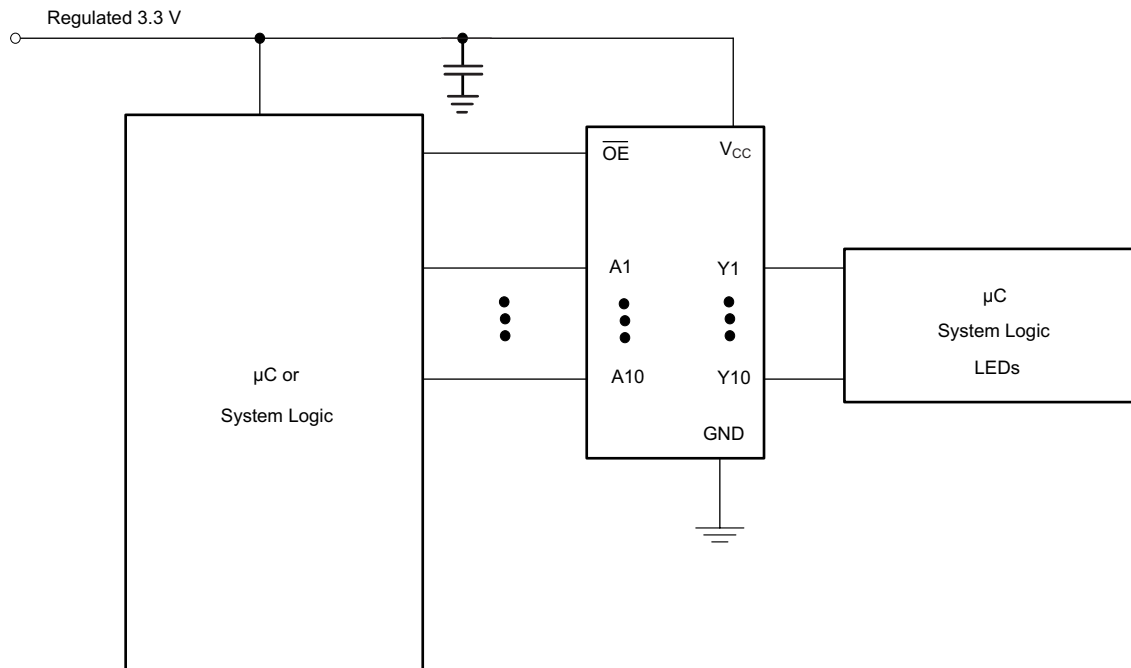 Regulated 3.3 V
OE
VCC
A1
Y1
µC
System Logic
LEDs
µC or
System Logic
A10
Y10
GND